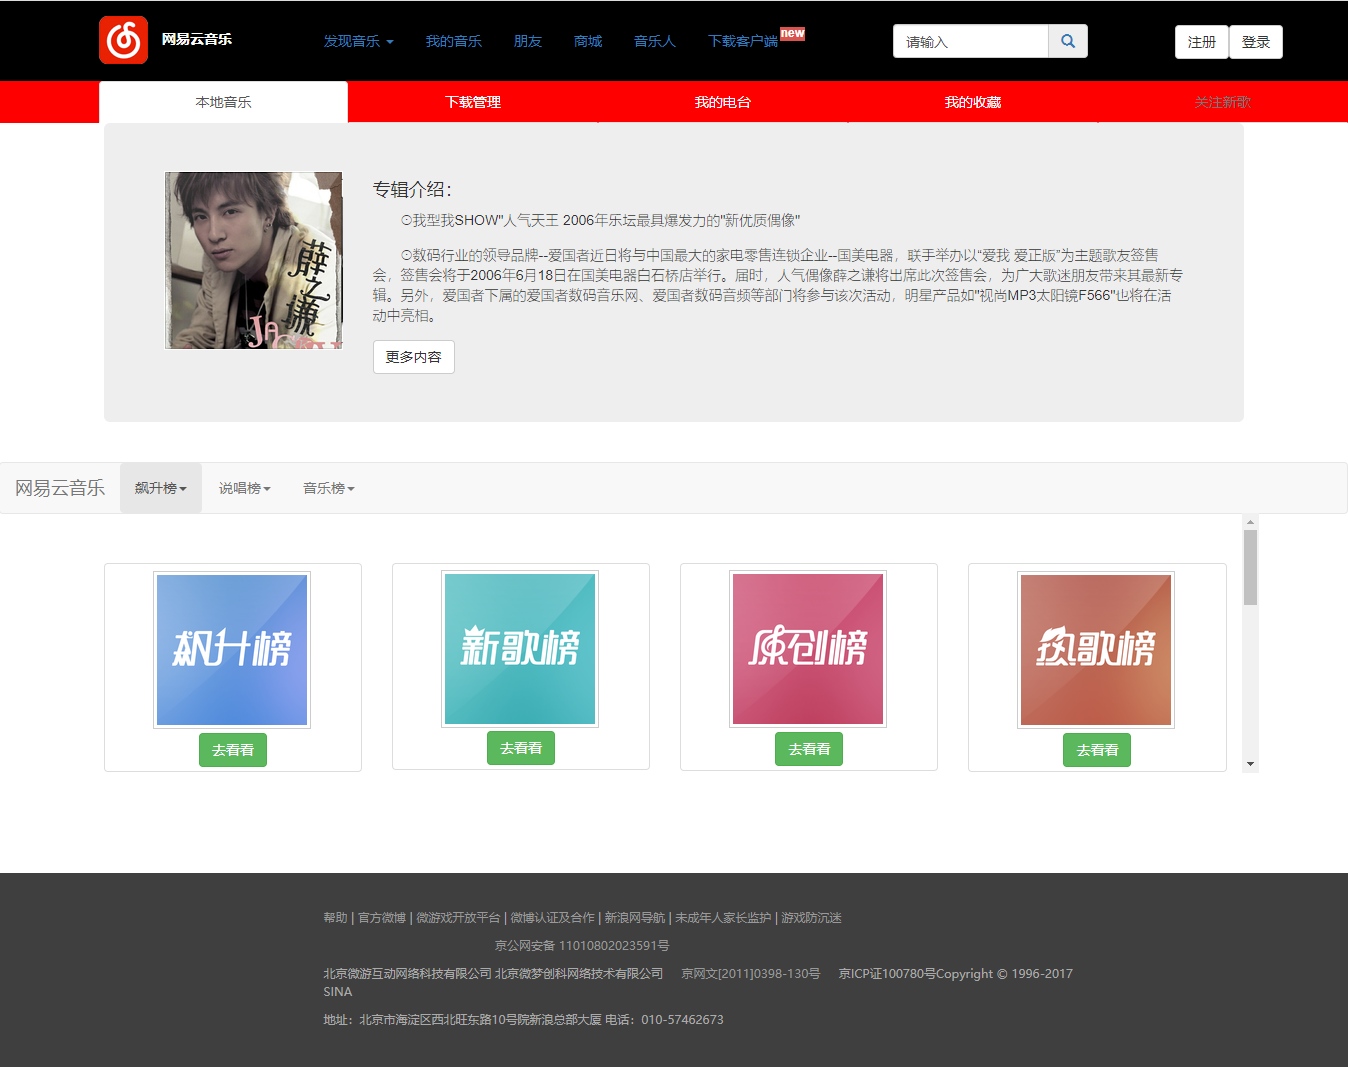 网易云音乐 发现音乐 我的音乐 朋友 商城 音乐人 下载客户端 new 请输入 注册 登录
本地音乐 下载管理 我的电台 我的收藏 关注新歌
专辑介绍：
⊙我型我SHOW"人气天王 2006年乐坛最具爆发力的"新优质偶像"
⊙数码行业的领导品牌--爱国者近日将与中国最大的家电零售连锁企业--国美电器，联手举办以“爱我 爱正版”为主题歌友签售
会，签售会将于2006年6月18日在国美电器白石桥店举行。届时，人气偶像薛之谦将出席此次签售会，为广大歌迷朋友带来其最新专
辑。另外，爱国者下属的爱国者数码音乐网、爱国者数码音频等部门将参与该次活动，明星产品如"视尚MP3太阳镜F566"也将在活
动中亮相。
薛之谦
更多内容
网易云音乐 飙升榜 说唱榜 音乐榜
飙升榜 新歌榜 原创榜 热歌榜
去看看 去看看 去看看 去看看
帮助 | 官方微博 | 微游戏开放平台 | 微博认证及合作 | 新浪网导航 | 未成年人家长监护 | 游戏防沉迷
京公网安备 11010802023591号
北京微游互动网络科技有限公司 北京微梦创科网络技术有限公司 京网文[2011]0398-130号 京ICP证100780号Copyright © 1996-2017
SINA
地址：北京市海淀区西北旺东路10号院新浪总部大厦 电话：010-57462673